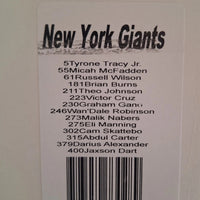 New York Giants
5Tyrone Tracy Jr.
55Micah McFadden
61Russell Wilson
181Brian Burns
211Theo Johnson
223Victor Cruz
230Graham Gano
246Wan'Dale Robinson
273Malik Nabers
275Eli Manning
302Cam Skattebo
315Abdul Carter
379Darius Alexander
400Jaxson Dart